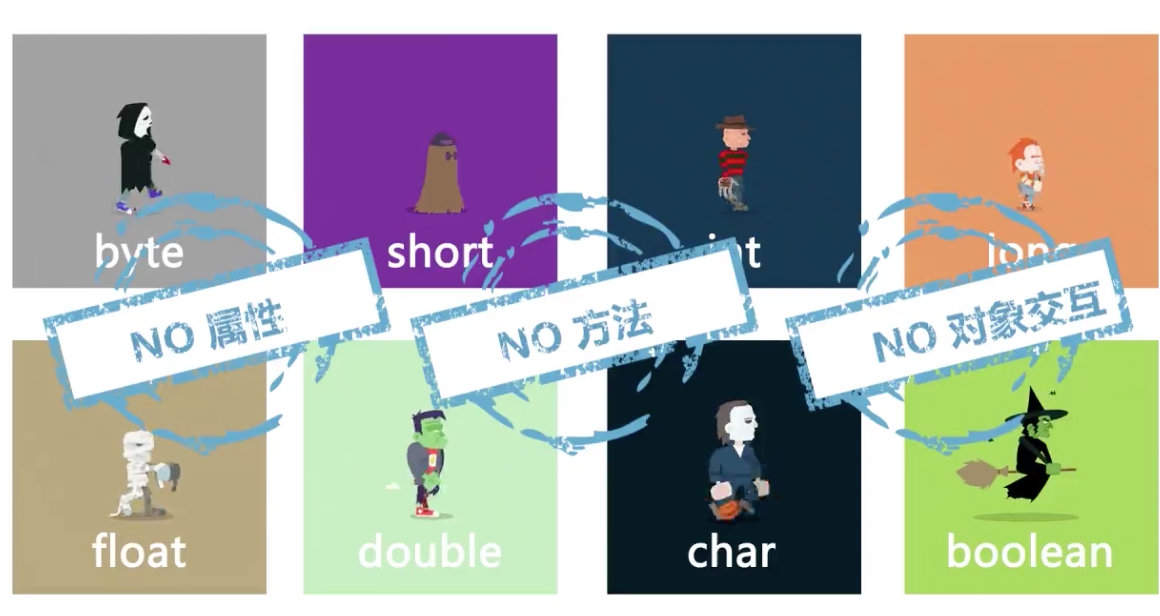 byte
short
int
long
NO 属性
NO 方法
NO 对象交互
float
double
char
boolean